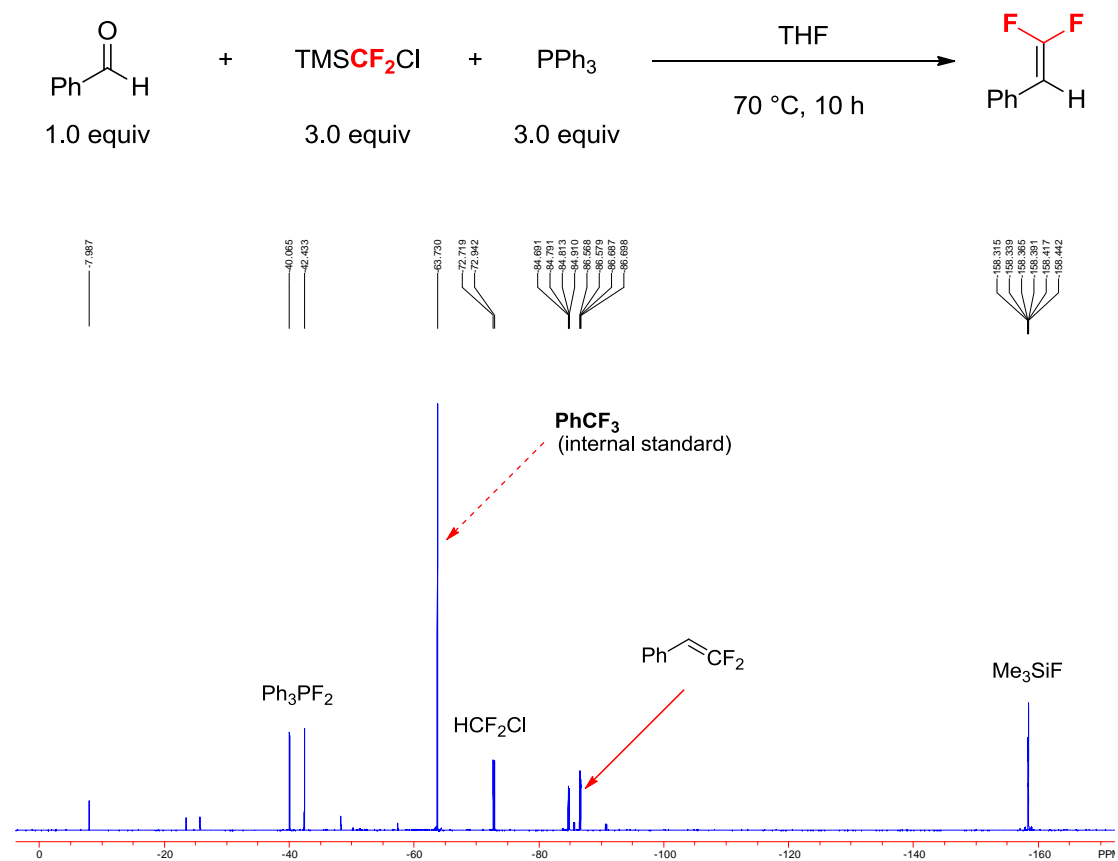 O
Ph
H
1.0 equiv
+
TMSCF₂Cl
3.0 equiv
+
PPh₃
3.0 equiv
THF
70 °C, 10 h
F F
Ph
H
-7.987
-40.065
-42.433
-63.730
-72.719
-72.942
-84.691
-84.791
-84.813
-84.910
-86.568
-86.579
-86.687
-86.698
-158.315
-158.339
-158.365
-158.391
-158.417
-158.442
PhCF₃
(internal standard)
Ph CF₂
Me₃SiF
Ph₃PF₂
HCF₂Cl
0 -20 -40 -60 -80 -100 -120 -140 -160 PPM